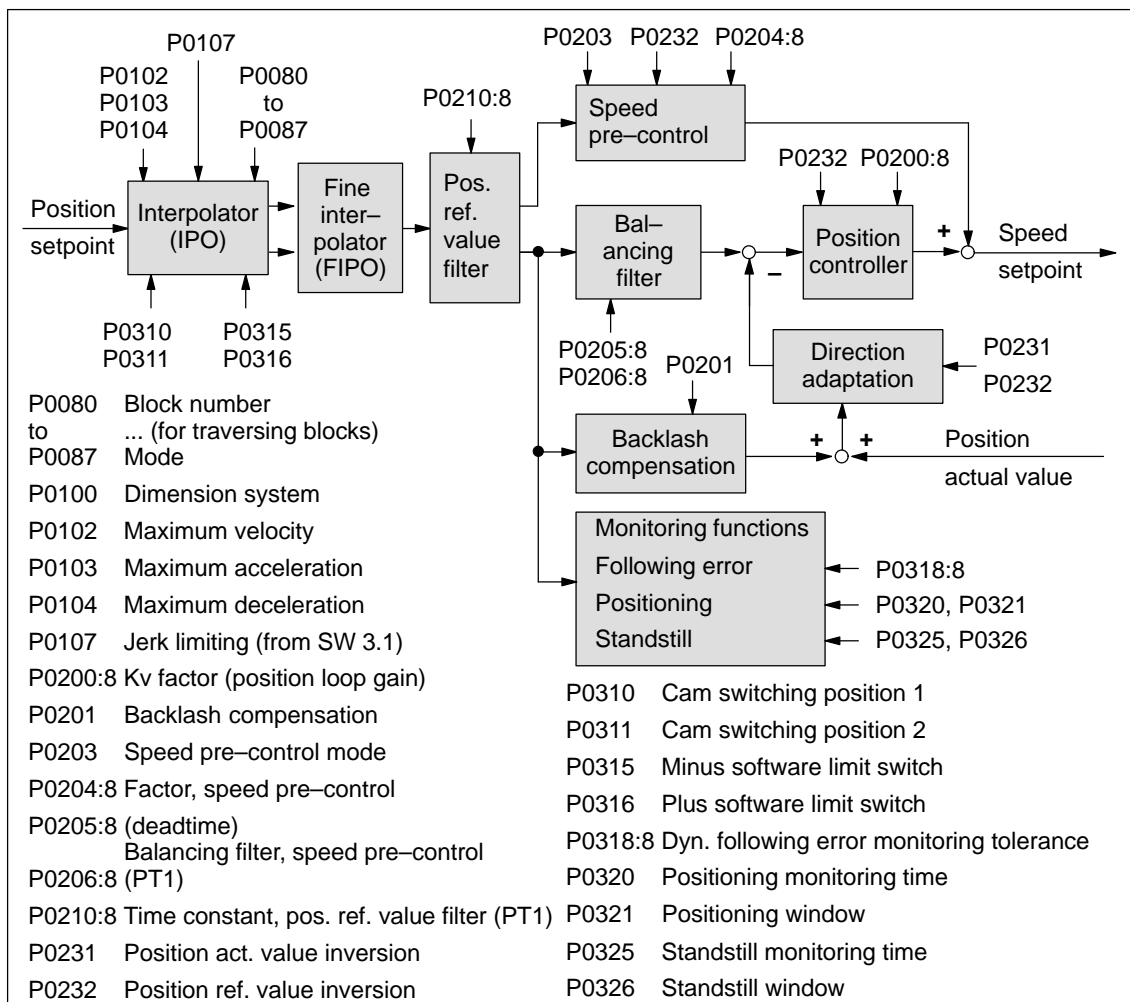 P0107
P0203 P0232 P0204:8
P0102
P0103
P0104
P0080
to
P0087
P0210:8
Speed
pre–control
P0232 P0200:8
Position
setpoint
Interpolator
(IPO)
Fine
inter–
polator
(FIPO)
Pos.
ref.
value
filter
Bal–
ancing
filter
–
Position
controller
+
Speed
setpoint
P0310
P0311
P0315
P0316
P0205:8
P0206:8
P0201
Direction
adaptation
P0231
P0232
Backlash
compensation
+ +
Position
actual value
Monitoring functions
Following error
Positioning
Standstill
P0318:8
P0320, P0321
P0325, P0326
P0080 Block number
to ... (for traversing blocks)
P0087 Mode
P0100 Dimension system
P0102 Maximum velocity
P0103 Maximum acceleration
P0104 Maximum deceleration
P0107 Jerk limiting (from SW 3.1)
P0200:8 Kv factor (position loop gain)
P0201 Backlash compensation
P0203 Speed pre–control mode
P0204:8 Factor, speed pre–control
P0205:8 (deadtime)
Balancing filter, speed pre–control
P0206:8 (PT1)
P0210:8 Time constant, pos. ref. value filter (PT1)
P0231 Position act. value inversion
P0232 Position ref. value inversion
P0310 Cam switching position 1
P0311 Cam switching position 2
P0315 Minus software limit switch
P0316 Plus software limit switch
P0318:8 Dyn. following error monitoring tolerance
P0320 Positioning monitoring time
P0321 Positioning window
P0325 Standstill monitoring time
P0326 Standstill window